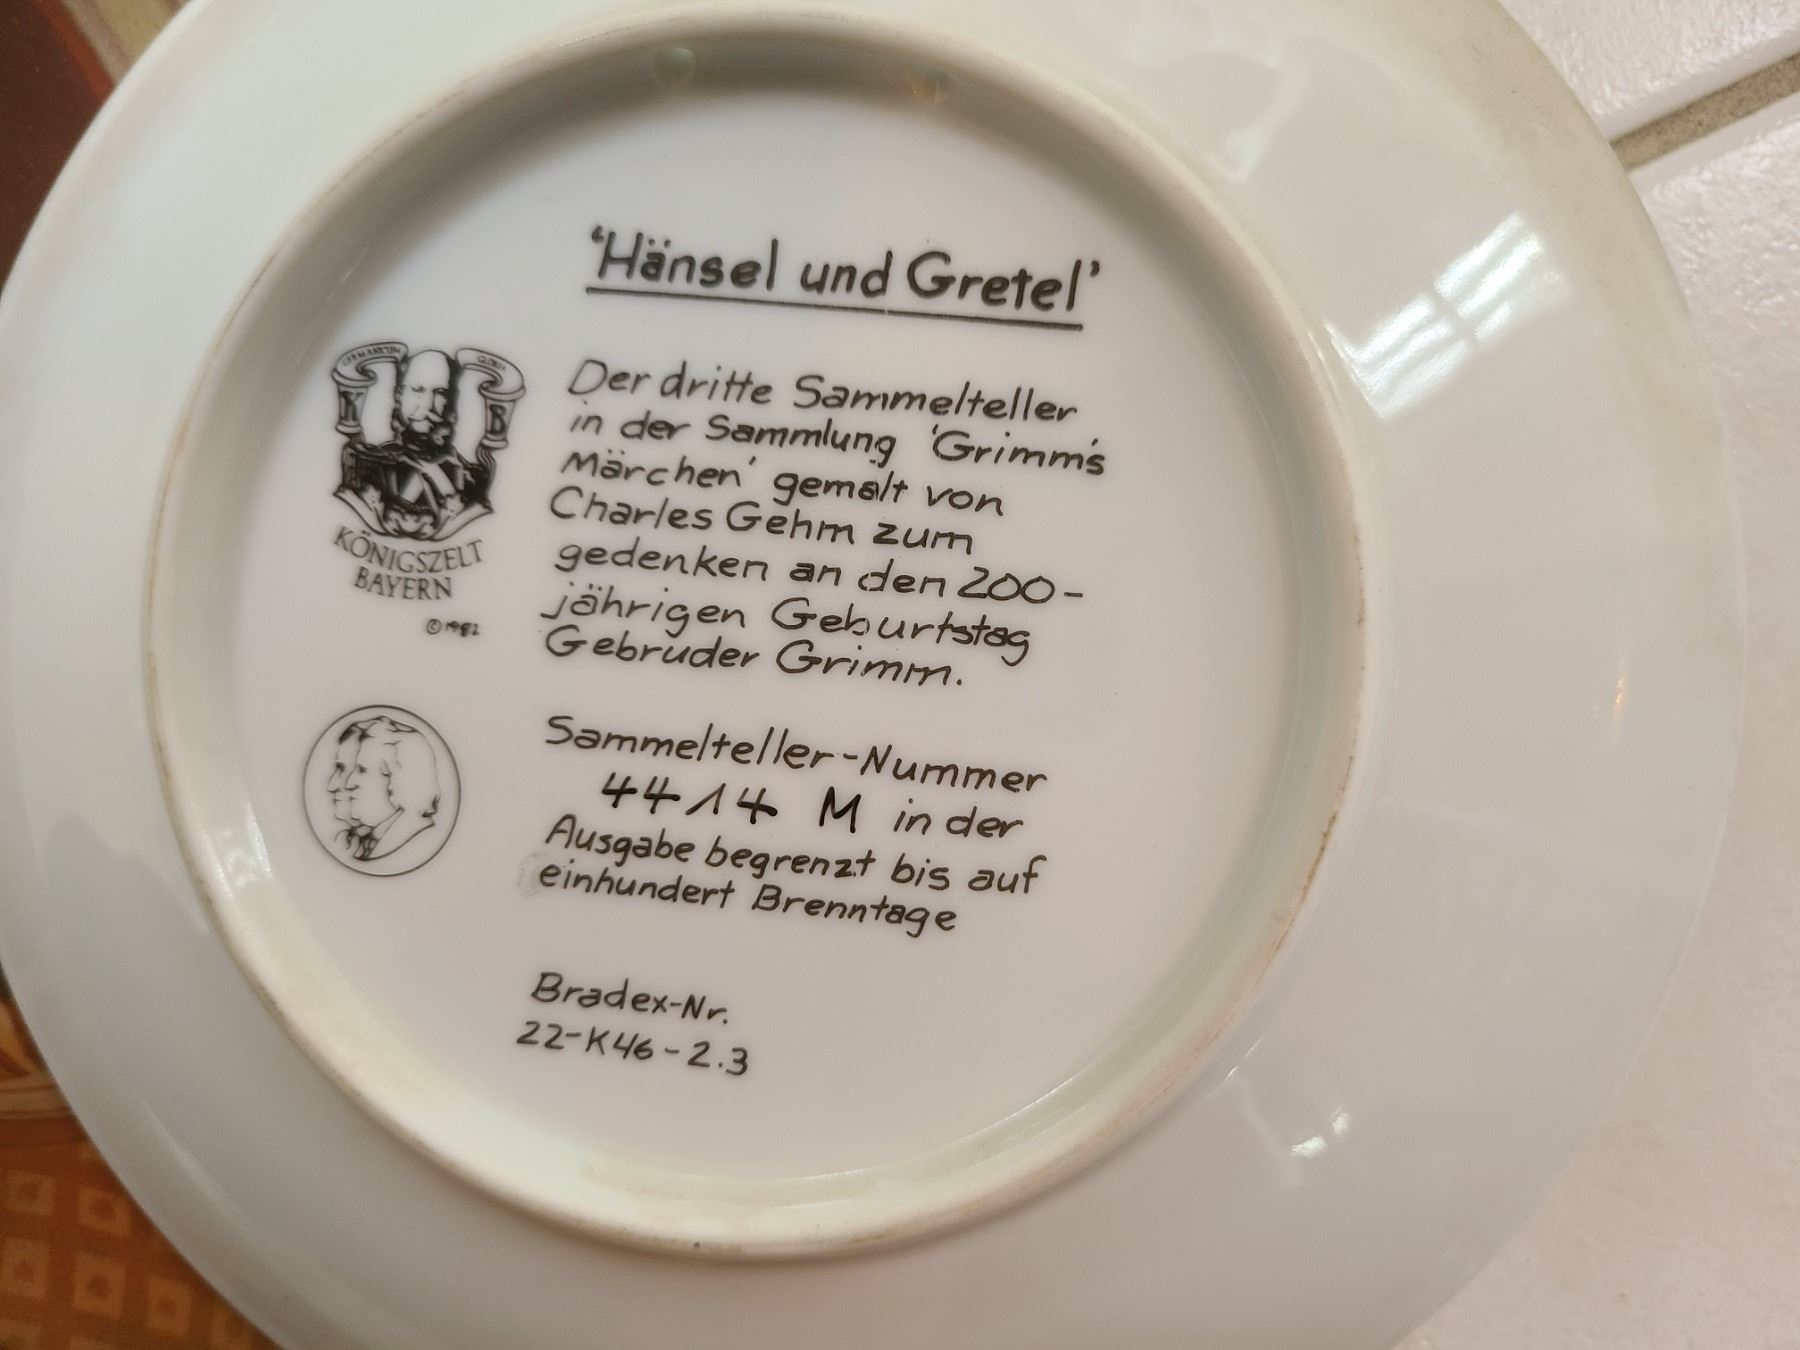 'Hänsel und Gretel'
GERMANICUM GLORIA
K B
KÖNIGSZELT
BAYERN
©1982
Der dritte Sammelteller
in der Sammlung 'Grimm's
Märchen' gemalt von
Charles Gehm zum
gedenken an den 200-
jährigen Geburtstag
Gebruder Grimm.
Sammelteller-Nummer
4414 M in der
Ausgabe begrenzt bis auf
einhundert Brenntage
Bradex-Nr.
22-K46-2.3